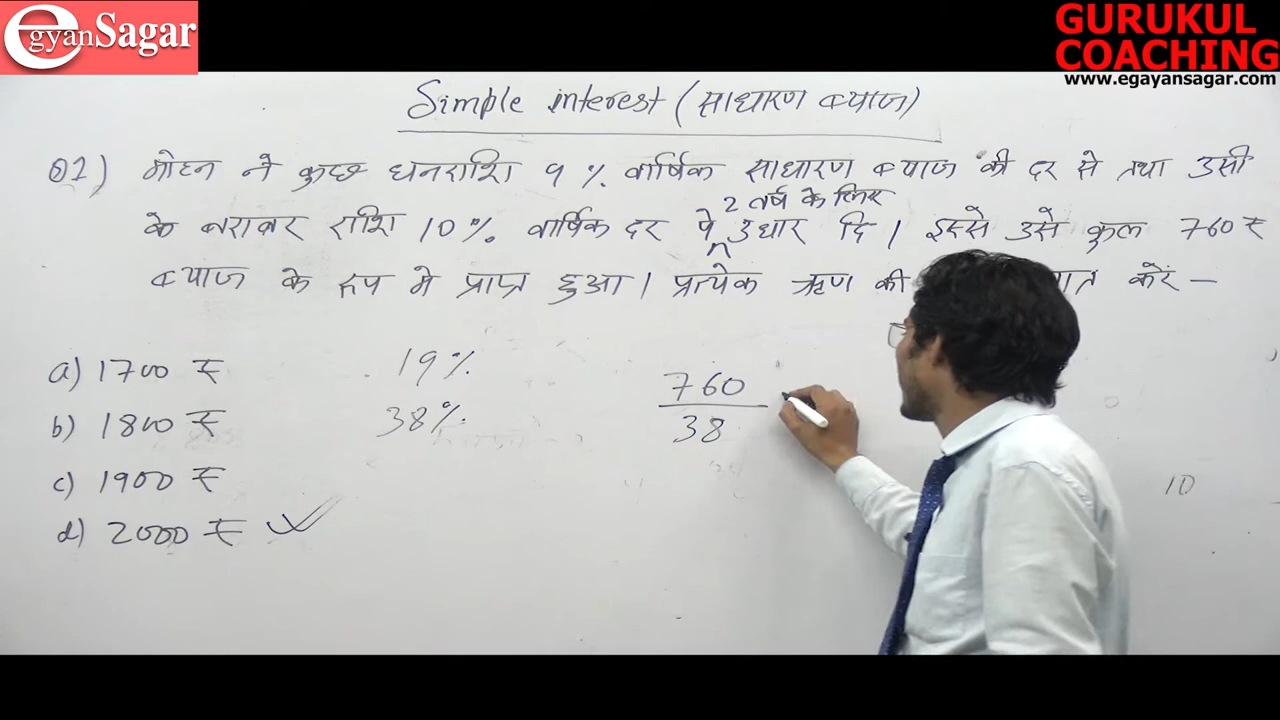 egyanSagar
GURUKUL
COACHING
www.egayansagar.com
Simple interest (साधारण ब्याज)
Q1) मोहन ने कुछ धनराशि 9 % वार्षिक साधारण ब्याज की दर से तथा उसी
2 वर्ष के लिए
के बराबर राशि 10 % वार्षिक दर पे उधार दि । इससे उसे कुल 760 ₹
ब्याज के रूप मे प्राप्त हुआ । प्रत्येक ऋण की करें —
a) 1700 ₹
b) 1800 ₹
c) 1900 ₹
d) 2000 ₹
19 %
38 %
760
38
10